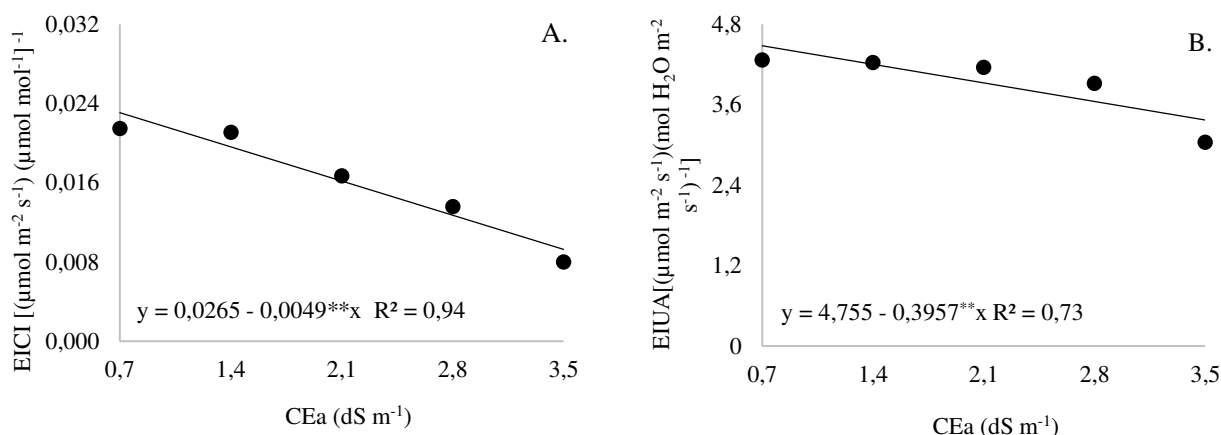 A.
EICI [(µmol m⁻² s⁻¹) (µmol mol⁻¹]⁻¹
0,032
0,024
0,016
0,008
0,000
y = 0,0265 - 0,0049**x R² = 0,94
0,7 1,4 2,1 2,8 3,5
CEa (dS m⁻¹)
B.
EIUA[(µmol m⁻² s⁻¹)(mol H₂O m⁻²
s⁻¹)⁻¹]
4,8
3,6
2,4
1,2
0
y = 4,755 - 0,3957**x R² = 0,73
0,7 1,4 2,1 2,8 3,5
CEa (dS m⁻¹)